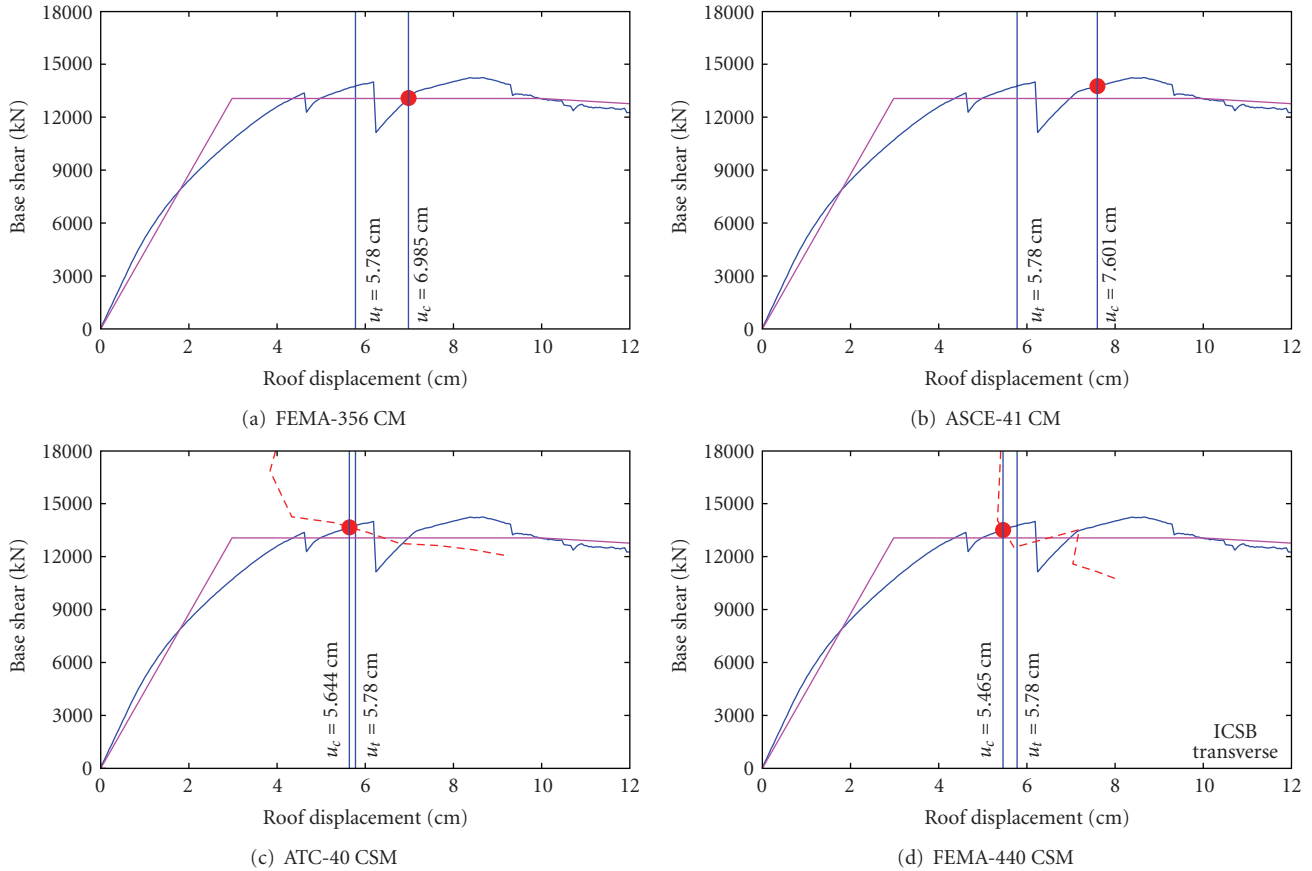 18000
15000
12000
9000
6000
3000
0
Base shear (kN)
0 2 4 6 8 10 12
Roof displacement (cm)
u_t = 5.78 cm
u_c = 6.985 cm
(a) FEMA-356 CM
18000
15000
12000
9000
6000
3000
0
Base shear (kN)
0 2 4 6 8 10 12
Roof displacement (cm)
u_t = 5.78 cm
u_c = 7.601 cm
(b) ASCE-41 CM
18000
15000
12000
9000
6000
3000
0
Base shear (kN)
0 2 4 6 8 10 12
Roof displacement (cm)
u_c = 5.644 cm
u_t = 5.78 cm
(c) ATC-40 CSM
18000
15000
12000
9000
6000
3000
0
Base shear (kN)
0 2 4 6 8 10 12
Roof displacement (cm)
u_c = 5.465 cm
u_t = 5.78 cm
ICSB
transverse
(d) FEMA-440 CSM